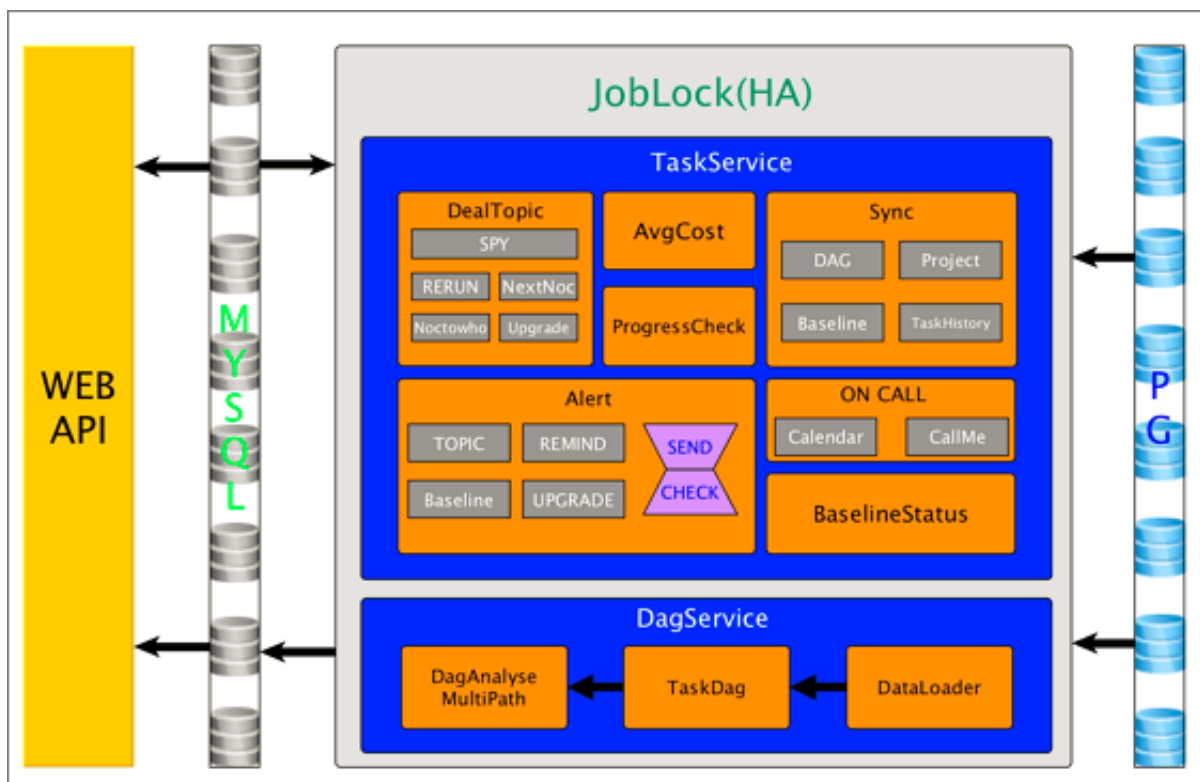 JobLock(HA)
TaskService
DealTopic
SPY
RERUN
NextNoc
Noctowho
Upgrade
AvgCost
ProgressCheck
Sync
DAG
Project
Baseline
TaskHistory
Alert
TOPIC
REMIND
Baseline
UPGRADE
SEND
CHECK
ON CALL
Calendar
CallMe
BaselineStatus
DagService
DagAnalyse
MultiPath
TaskDag
DataLoader
WEB
API
M
Y
S
Q
L
P
G